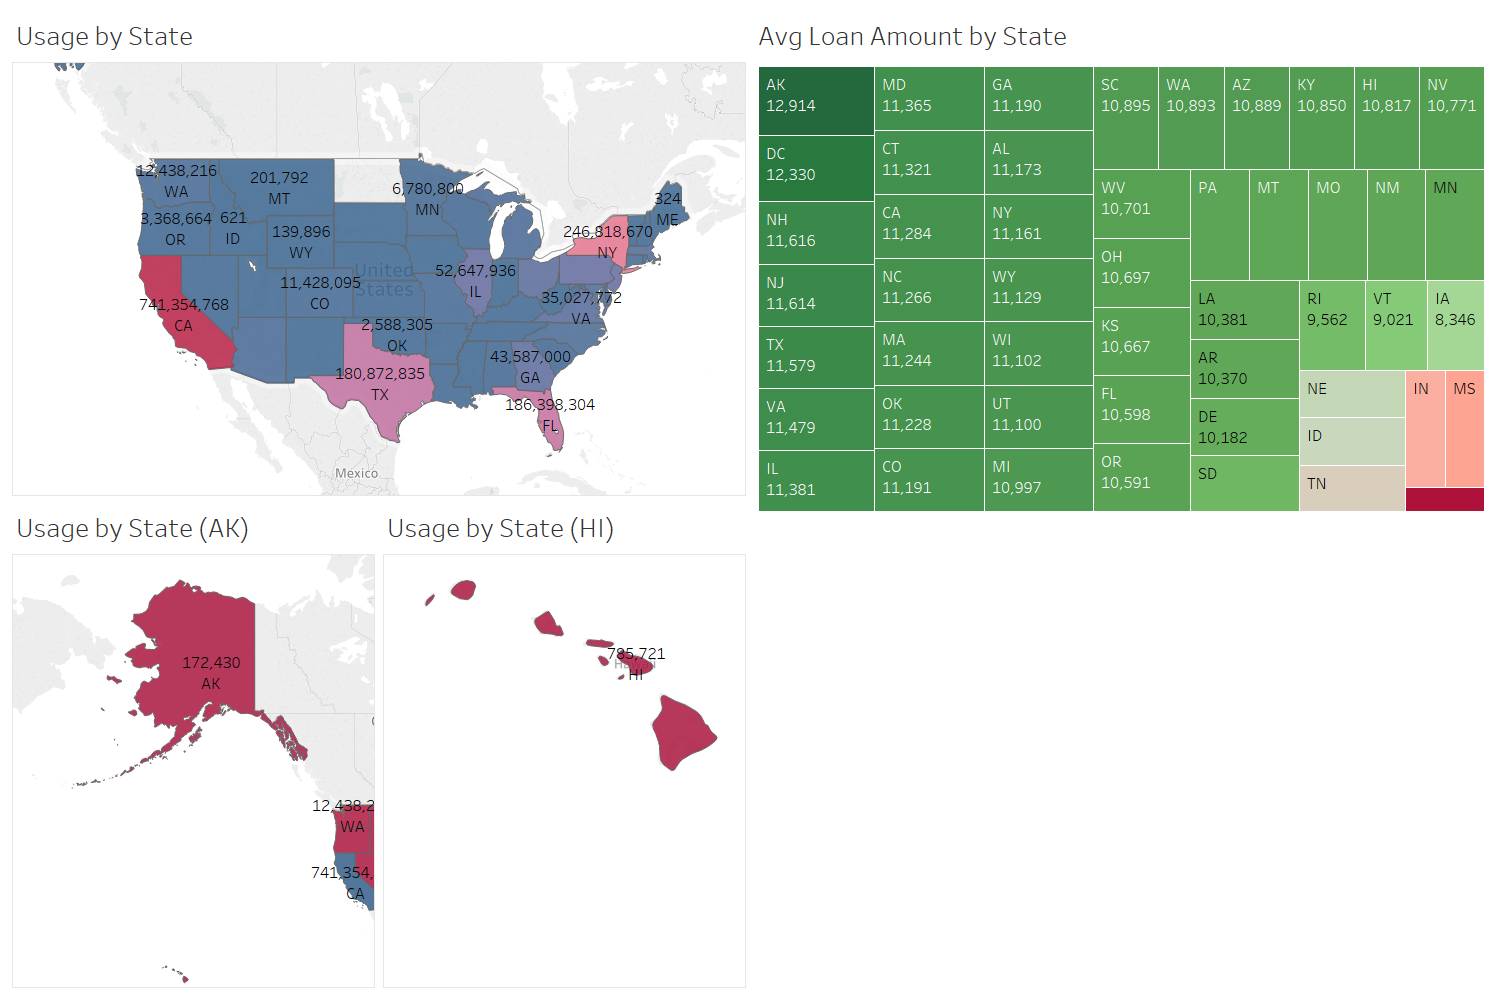 Usage by State
12,438,216
WA
201,792
MT
6,780,800
MN
324
ME
3,368,664
OR
621
ID
139,896
WY
246,818,670
NY
United
States
52,647,936
IL
11,428,095
CO
35,027,772
VA
741,354,768
CA
2,588,305
OK
43,587,000
GA
180,872,835
TX
186,398,304
FL
Mexico
Avg Loan Amount by State
AK
12,914
DC
12,330
NH
11,616
NJ
11,614
TX
11,579
VA
11,479
IL
11,381
MD
11,365
CT
11,321
CA
11,284
NC
11,266
MA
11,244
OK
11,228
CO
11,191
GA
11,190
AL
11,173
NY
11,161
WY
11,129
WI
11,102
UT
11,100
MI
10,997
SC
10,895
WA
10,893
AZ
10,889
KY
10,850
HI
10,817
NV
10,771
WV
10,701
OH
10,697
KS
10,667
FL
10,598
OR
10,591
PA
MT
MO
NM
MN
LA
10,381
AR
10,370
DE
10,182
SD
RI
9,562
VT
9,021
IA
8,346
NE
ID
TN
IN
MS
Usage by State (AK)
172,430
AK
12,438,2
WA
741,354,
CA
Usage by State (HI)
785,721
HI